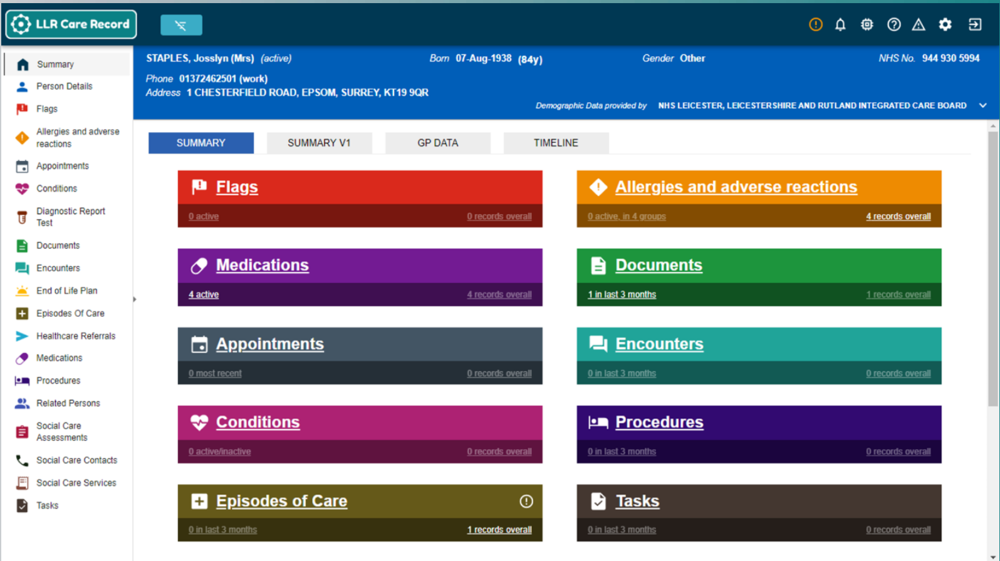 LLR Care Record
STAPLES, Josslyn (Mrs) (active) Born 07-Aug-1938 (84y) Gender Other NHS No. 944 930 5994
Phone 01372462501 (work)
Address 1 CHESTERFIELD ROAD, EPSOM, SURREY, KT19 9QR
Demographic Data provided by NHS LEICESTER, LEICESTERSHIRE AND RUTLAND INTEGRATED CARE BOARD
Summary
Person Details
Flags
Allergies and adverse
reactions
Appointments
Conditions
Diagnostic Report
Test
Documents
Encounters
End of Life Plan
Episodes Of Care
Healthcare Referrals
Medications
Procedures
Related Persons
Social Care
Assessments
Social Care Contacts
Social Care Services
Tasks
SUMMARY SUMMARY V1 GP DATA TIMELINE
Flags
0 active 0 records overall
Allergies and adverse reactions
0 active, in 4 groups 4 records overall
Medications
4 active 4 records overall
Documents
1 in last 3 months 1 records overall
Appointments
0 most recent 0 records overall
Encounters
0 in last 3 months 0 records overall
Conditions
0 active/inactive 0 records overall
Procedures
0 in last 3 months 0 records overall
Episodes of Care
0 in last 3 months 1 records overall
Tasks
0 in last 3 months 0 records overall